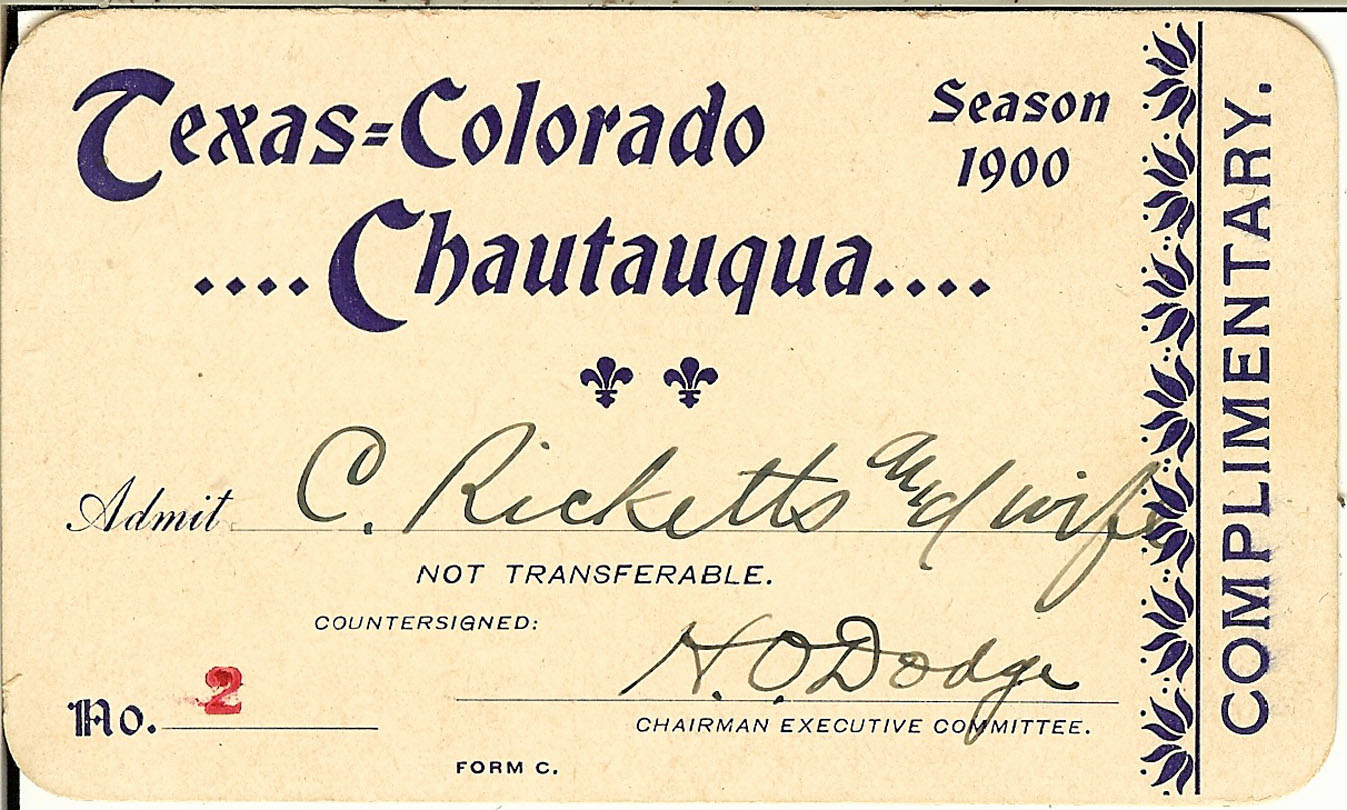 Texas=Colorado
Season
1900
....Chautauqua....
Admit C. Ricketts and wife
NOT TRANSFERABLE.
COUNTERSIGNED:
H. O. Dodge
No. 2
CHAIRMAN EXECUTIVE COMMITTEE.
FORM C.
COMPLIMENTARY.